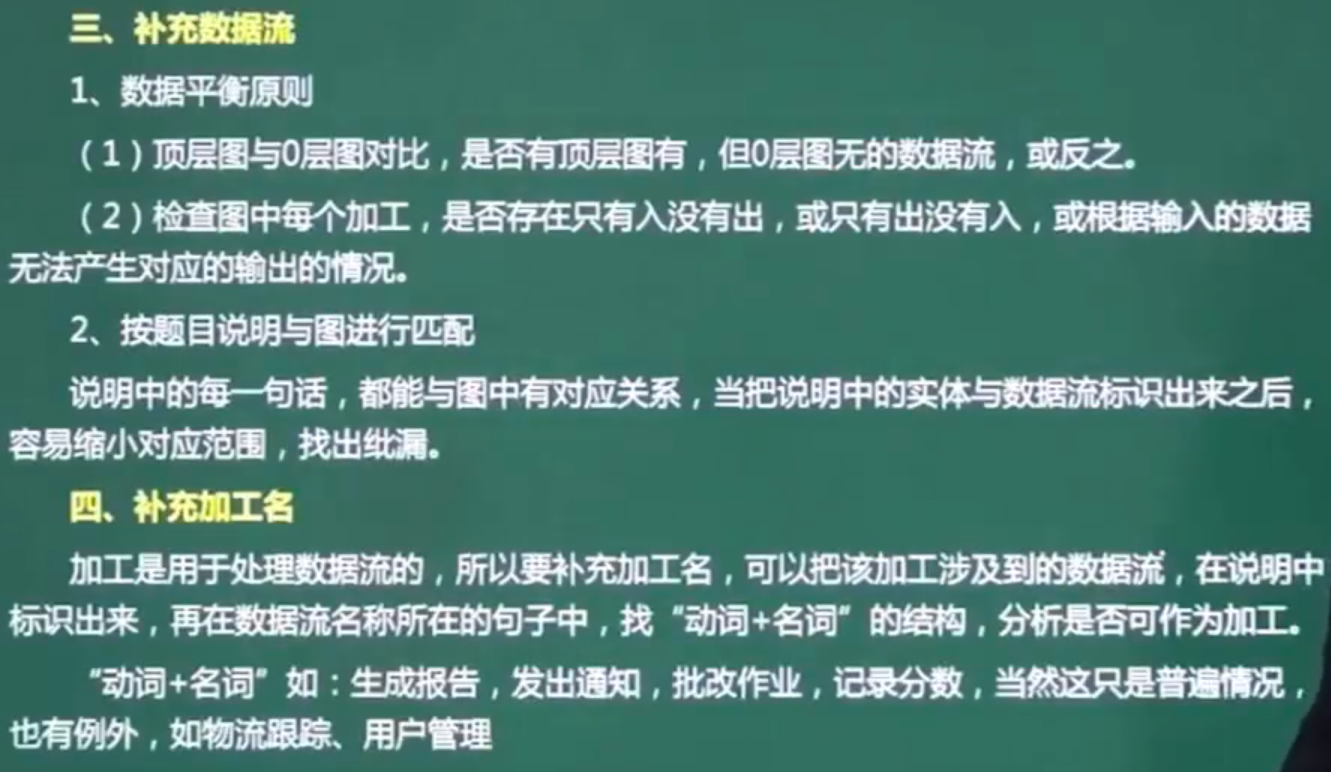 三、补充数据流
1、数据平衡原则
（1）顶层图与0层图对比，是否有顶层图有，但0层图无的数据流，或反之。
（2）检查图中每个加工，是否存在只有入没有出，或只有出没有入，或根据输入的数据
无法产生对应的输出的情况。
2、按题目说明与图进行匹配
说明中的每一句话，都能与图中有对应关系，当把说明中的实体与数据流标识出来之后，
容易缩小对应范围，找出纰漏。
四、补充加工名
加工是用于处理数据流的，所以要补充加工名，可以把该加工涉及到的数据流，在说明中
标识出来，再在数据流名称所在的句子中，找“动词+名词”的结构，分析是否可作为加工。
“动词+名词”如：生成报告，发出通知，批改作业，记录分数，当然这只是普遍情况，
也有例外，如物流跟踪、用户管理